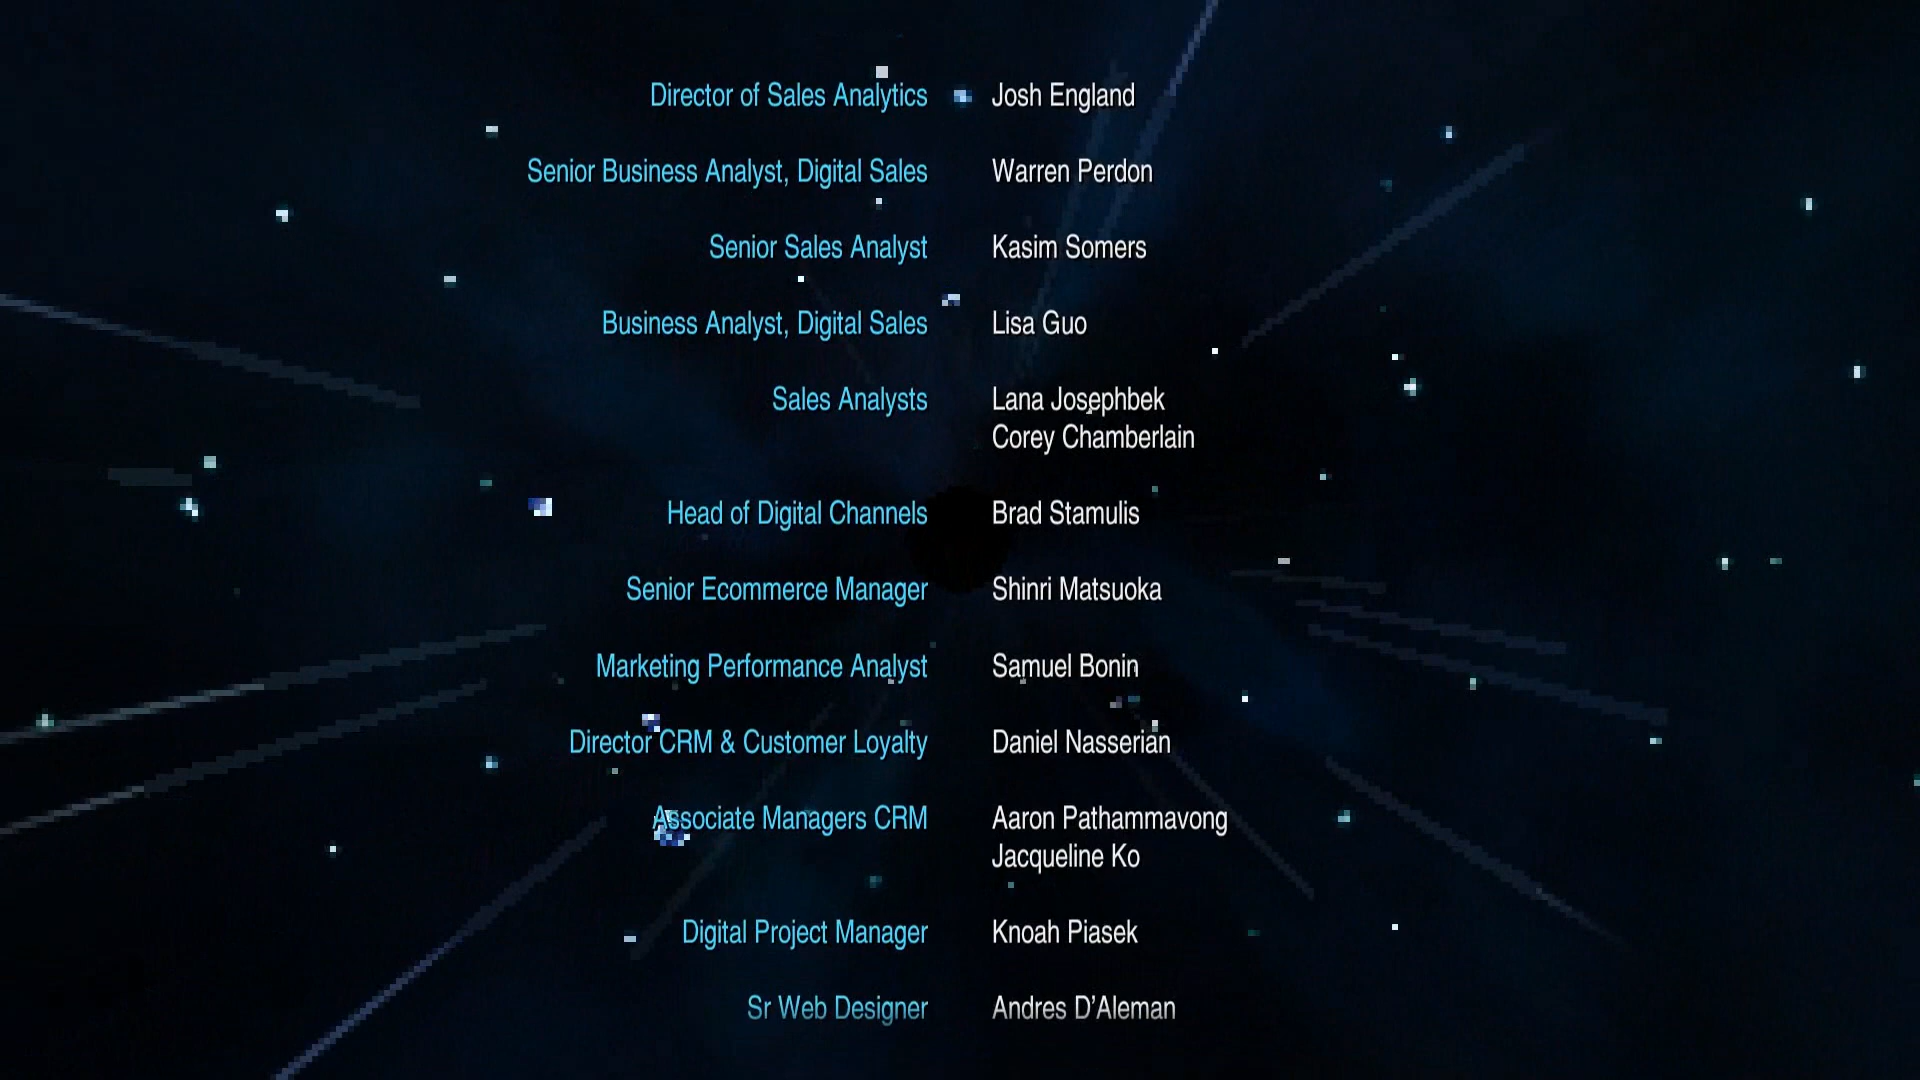 Director of Sales Analytics Josh England
Senior Business Analyst, Digital Sales Warren Perdon
Senior Sales Analyst Kasim Somers
Business Analyst, Digital Sales Lisa Guo
Sales Analysts Lana Josephbek
Corey Chamberlain
Head of Digital Channels Brad Stamulis
Senior Ecommerce Manager Shinri Matsuoka
Marketing Performance Analyst Samuel Bonin
Director CRM & Customer Loyalty Daniel Nasserian
Associate Managers CRM Aaron Pathammavong
Jacqueline Ko
Digital Project Manager Knoah Piasek
Sr Web Designer Andres D’Aleman